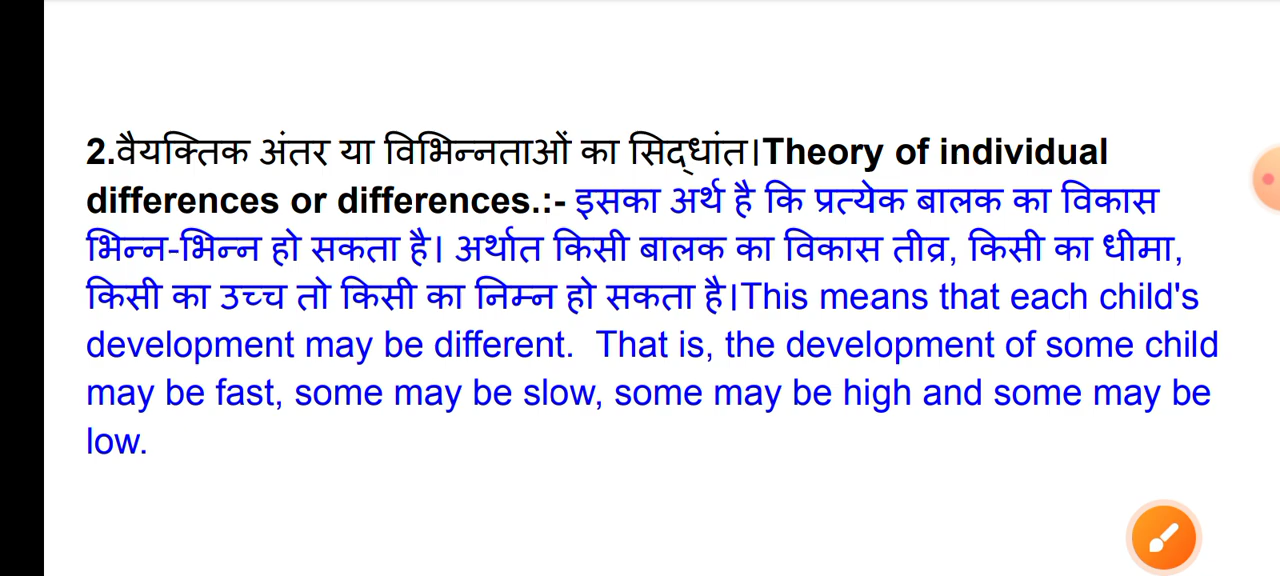 2.वैयक्तिक अंतर या विभिन्नताओं का सिद्धांत।Theory of individual
differences or differences.:- इसका अर्थ है कि प्रत्येक बालक का विकास
भिन्न-भिन्न हो सकता है। अर्थात किसी बालक का विकास तीव्र, किसी का धीमा,
किसी का उच्च तो किसी का निम्न हो सकता है।This means that each child's
development may be different.  That is, the development of some child
may be fast, some may be slow, some may be high and some may be
low.